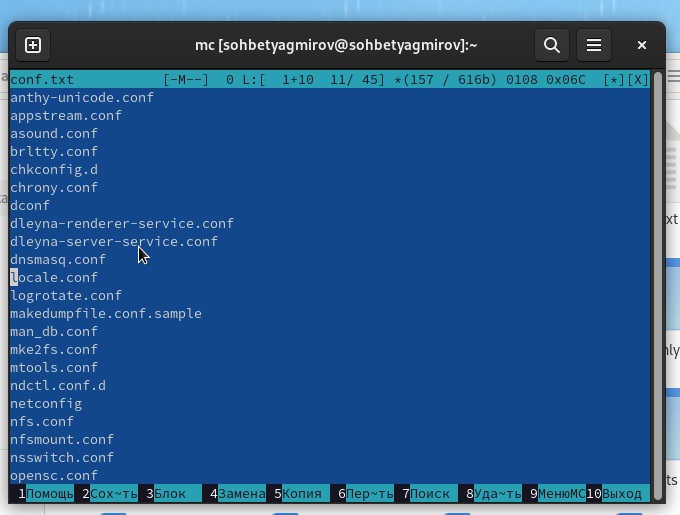 mc [sohbetyagmirov@sohbetyagmirov]:~
conf.txt [-M--] 0 L:[ 1+10 11/ 45] *(157 / 616b) 0108 0x06C [*][X]
anthy-unicode.conf
appstream.conf
asound.conf
brltty.conf
chkconfig.d
chrony.conf
dconf
dleyna-renderer-service.conf
dleyna-server-service.conf
dnsmasq.conf
locale.conf
logrotate.conf
makedumpfile.conf.sample
man_db.conf
mke2fs.conf
mtools.conf
ndctl.conf.d
netconfig
nfs.conf
nfsmount.conf
nsswitch.conf
opensc.conf
1Помощь 2Сох~ть 3Блок 4Замена 5Копия 6Пер~ть 7Поиск 8Уда~ть 9МенюMC 10Выход